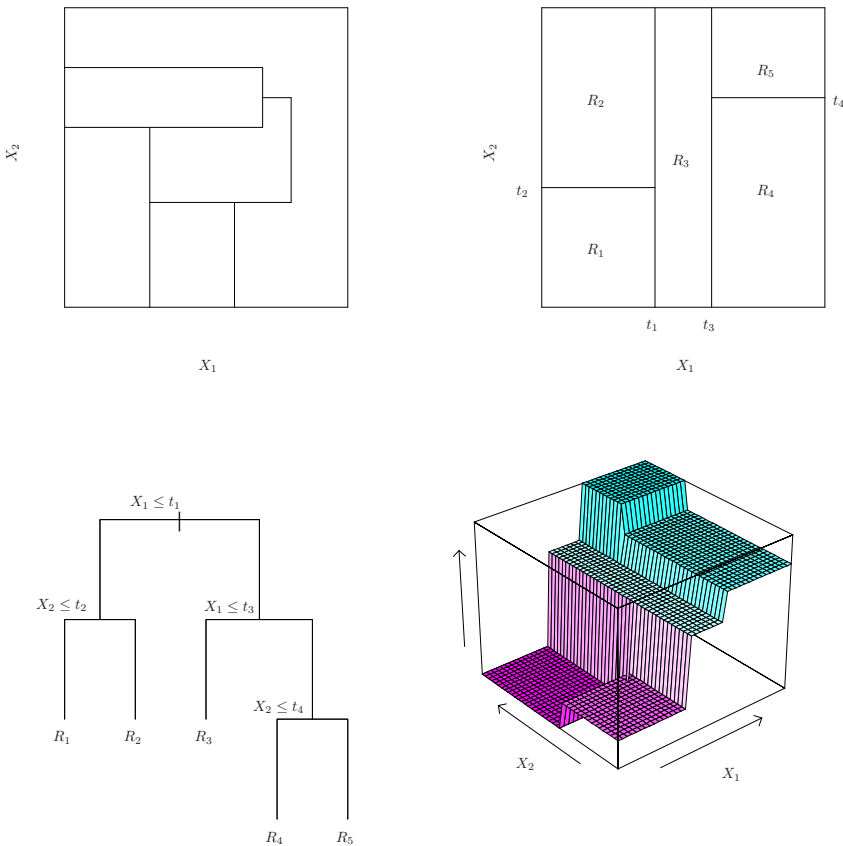 X₂
X₁
R₅
R₂
t₄
X₂
R₃
t₂
R₄
R₁
t₁
t₃
X₁
X₁ ≤ t₁
X₂ ≤ t₂
X₁ ≤ t₃
X₂ ≤ t₄
R₁
R₂
R₃
R₄
R₅
X₂
X₁